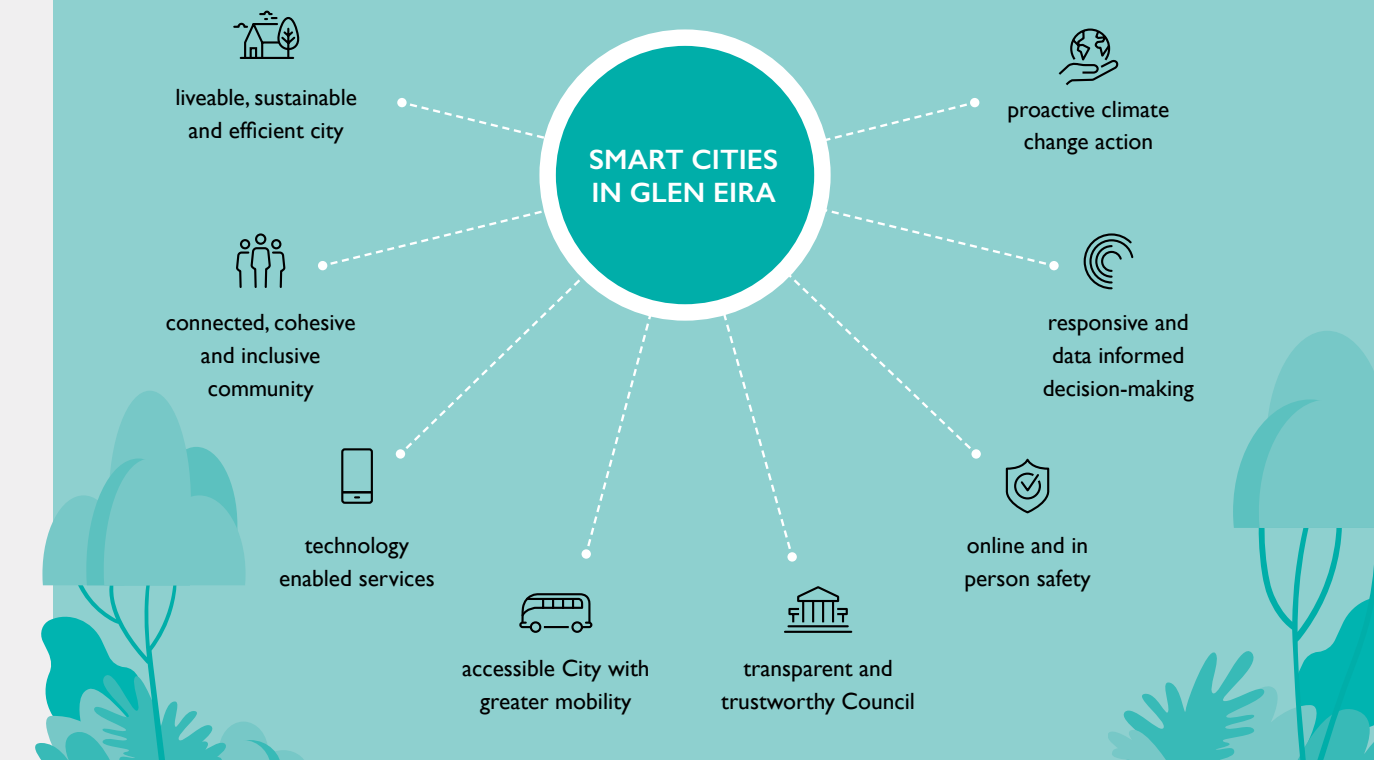 SMART CITIES
IN GLEN EIRA
liveable, sustainable
and efficient city
connected, cohesive
and inclusive
community
technology
enabled services
accessible City with
greater mobility
transparent and
trustworthy Council
online and in
person safety
responsive and
data informed
decision-making
proactive climate
change action